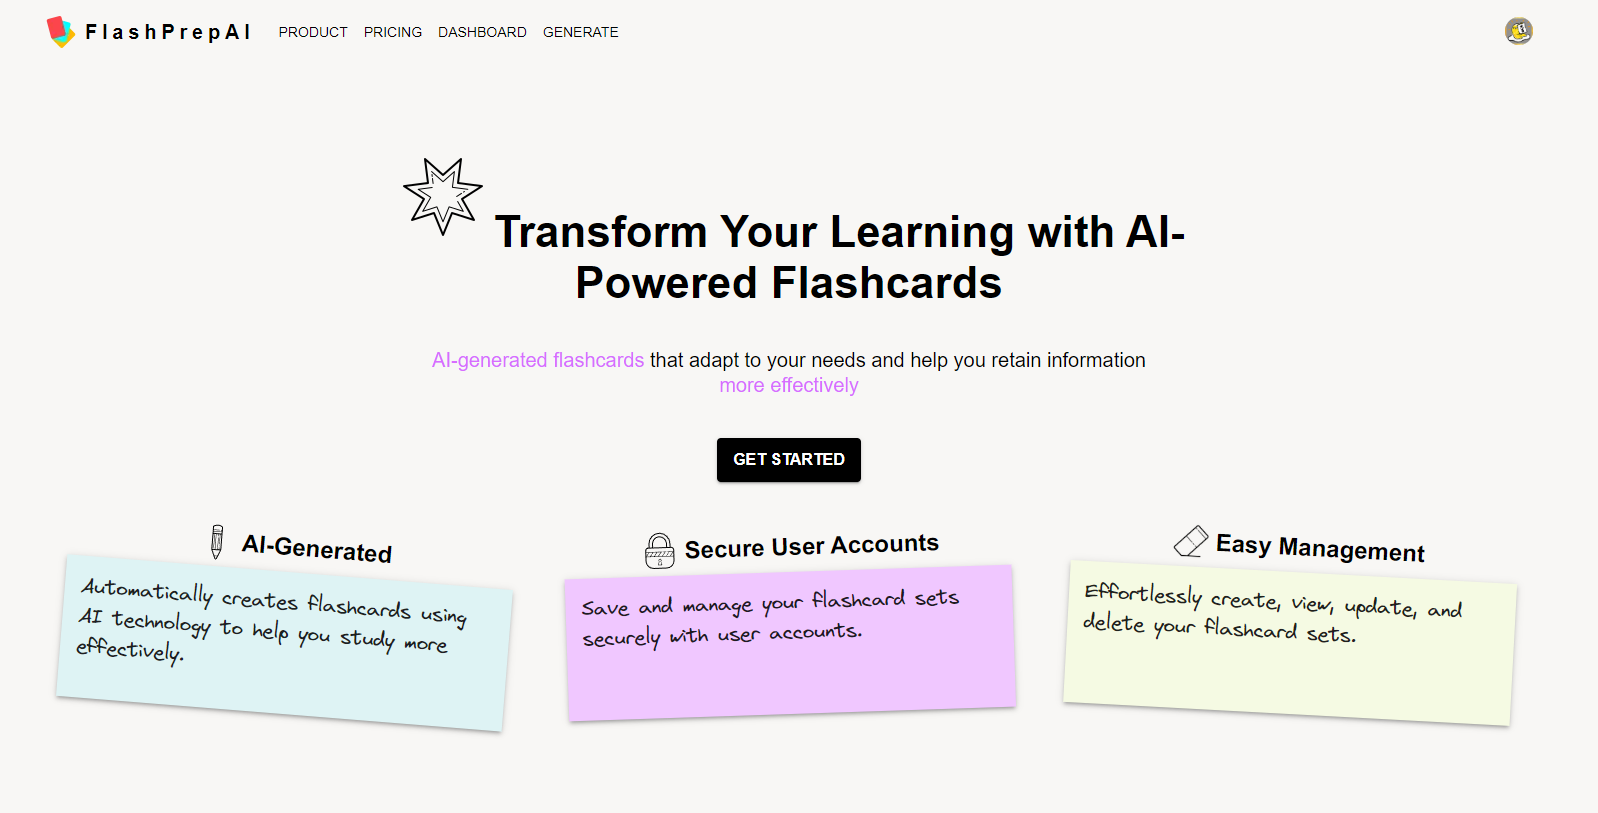 FlashPrepAI PRODUCT PRICING DASHBOARD GENERATE
Transform Your Learning with AI-
Powered Flashcards
AI-generated flashcards that adapt to your needs and help you retain information
more effectively
GET STARTED
AI-Generated
Automatically creates flashcards using
AI technology to help you study more
effectively.
Secure User Accounts
Save and manage your flashcard sets
securely with user accounts.
Easy Management
Effortlessly create, view, update, and
delete your flashcard sets.